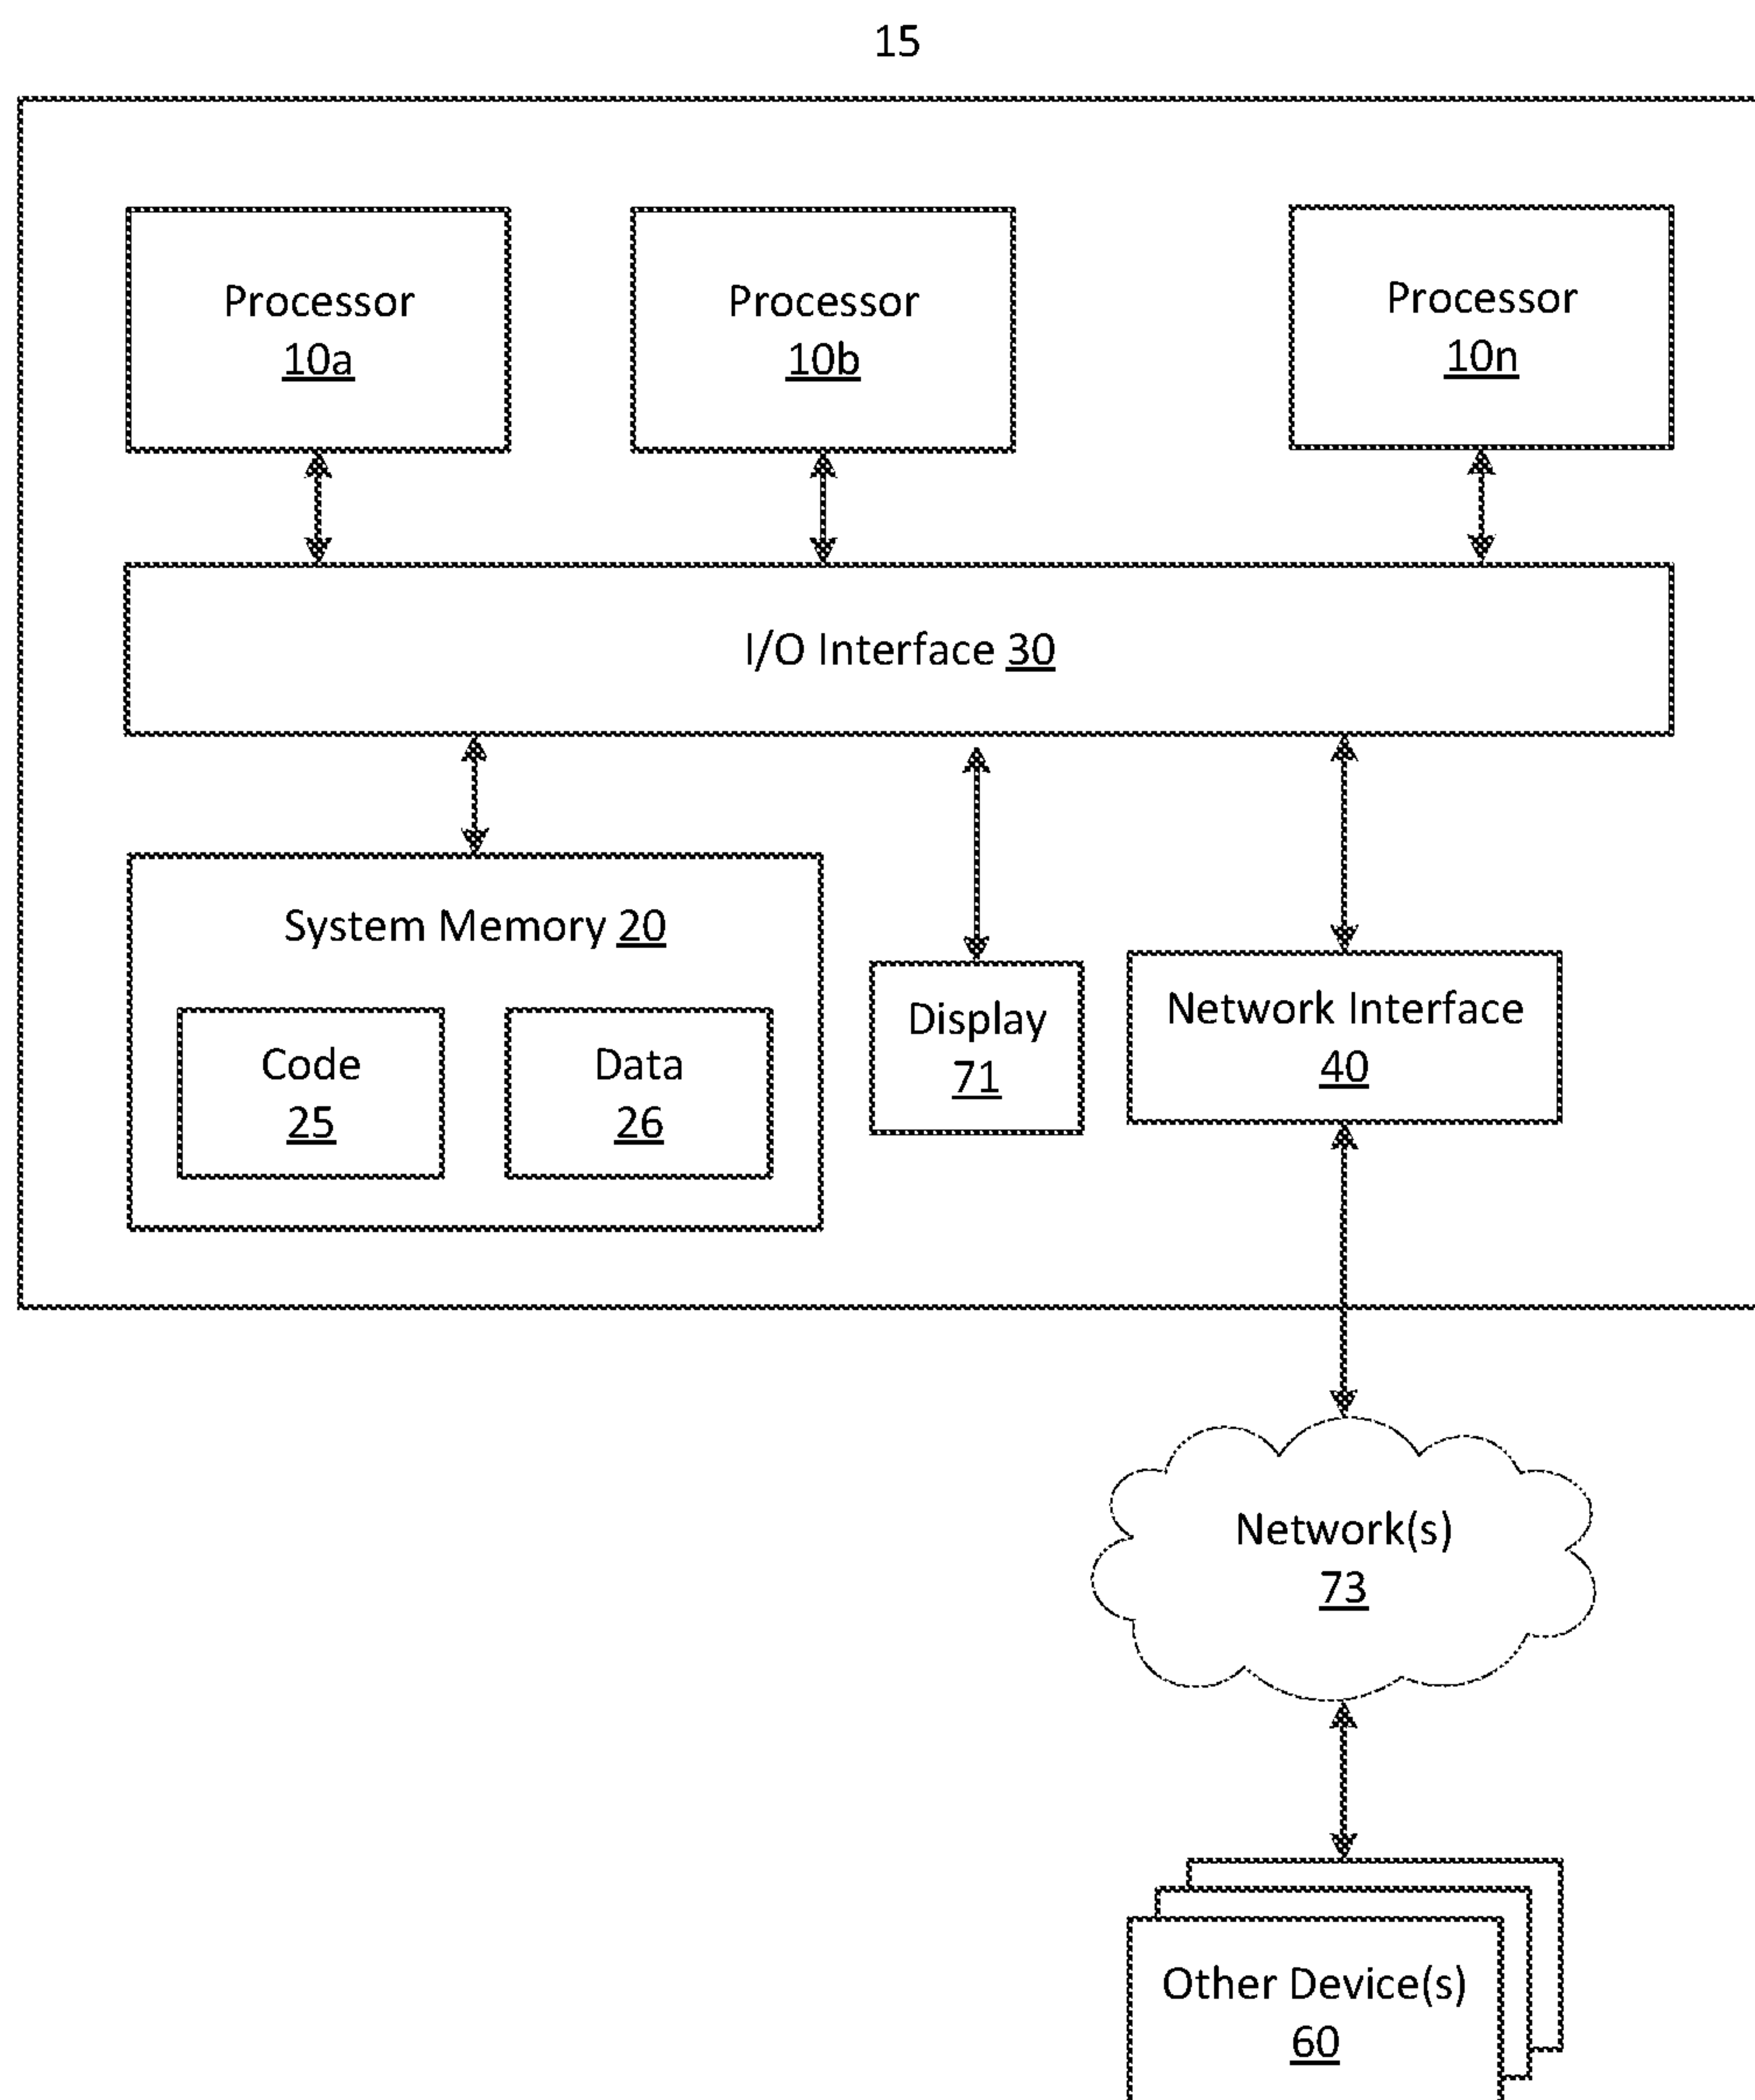 15
Processor
10a
Processor
10b
Processor
10n
I/O Interface 30
System Memory 20
Code
25
Data
26
Display
71
Network Interface
40
Network(s)
73
Other Device(s)
60